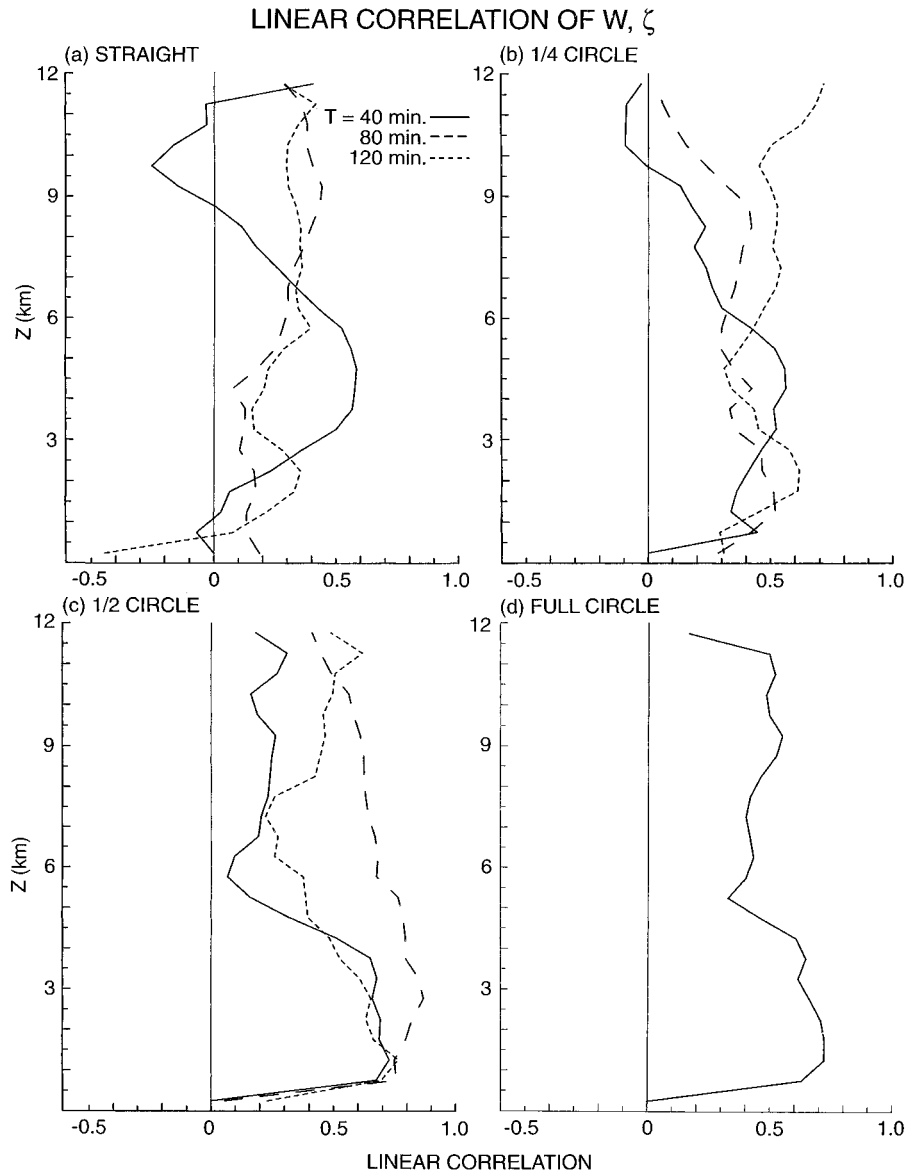 LINEAR CORRELATION OF W, ζ
(a) STRAIGHT
(b) 1/4 CIRCLE
12
9
6
3
Z (km)
T = 40 min.
80 min.
120 min.
-0.5
0
0.5
1.0
12
9
6
3
-0.5
0
0.5
1.0
(c) 1/2 CIRCLE
(d) FULL CIRCLE
12
9
6
3
Z (km)
-0.5
0
0.5
1.0
12
9
6
3
-0.5
0
0.5
1.0
LINEAR CORRELATION